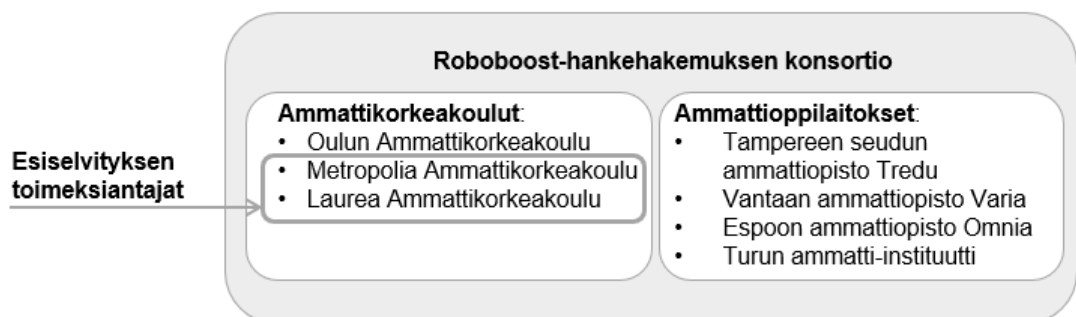 Roboboost-hankehakemuksen konsortio
Esiselvityksen
toimeksiantajat
Ammattikorkeakoulut:
• Oulun Ammattikorkeakoulu
• Metropolia Ammattikorkeakoulu
• Laurea Ammattikorkeakoulu
Ammattioppilaitokset:
• Tampereen seudun
ammattiopisto Tredu
• Vantaan ammattiopisto Varia
• Espoon ammattiopisto Omnia
• Turun ammatti-instituutti